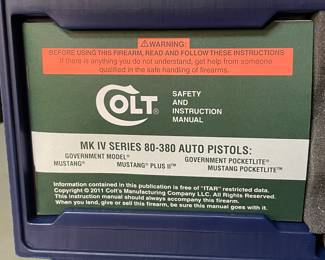 ⚠WARNING:
BEFORE USING THIS FIREARM, READ AND FOLLOW THESE INSTRUCTIONS
If there is anything you do not understand, get help from someone
qualified in the safe handling of firearms.
COLT
SAFETY
AND
INSTRUCTION
MANUAL
MK IV SERIES 80-380 AUTO PISTOLS:
GOVERNMENT MODEL® GOVERNMENT POCKETLITE®
MUSTANG® MUSTANG PLUS II™ MUSTANG POCKETLITE™
Information contained in this publication is free of "ITAR" restricted data.
Copyright © 2011 Colt's Manufacturing Company LLC. All Rights Reserved.
This instruction manual should always accompany this firearm.
When you lend, give or sell this firearm, be sure this manual goes with it.